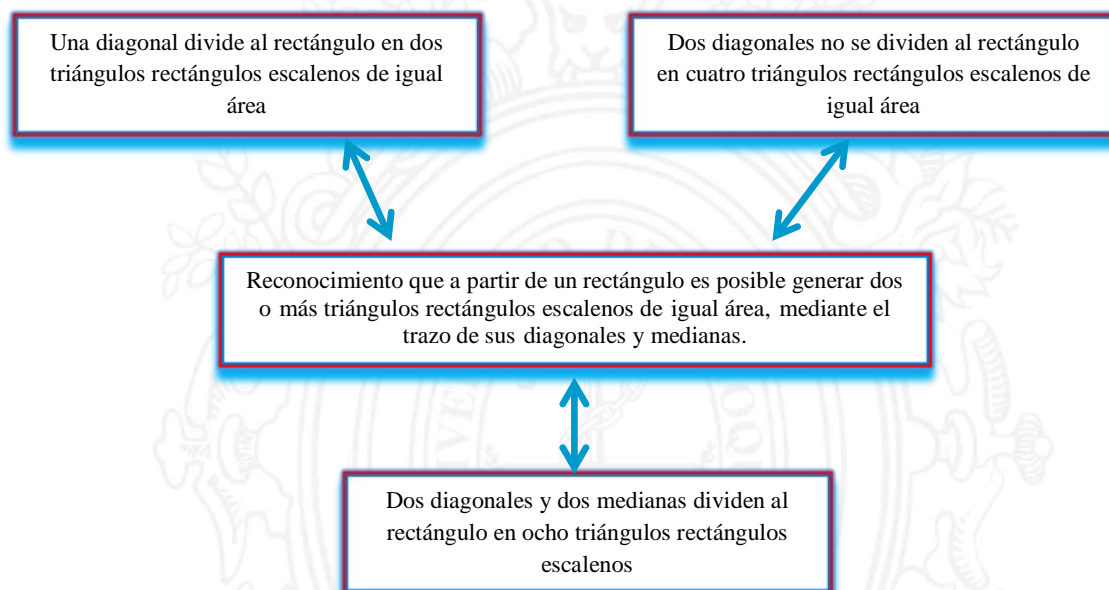 Una diagonal divide al rectángulo en dos
triángulos rectángulos escalenos de igual
área
Dos diagonales no se dividen al rectángulo
en cuatro triángulos rectángulos escalenos de
igual área
Reconocimiento que a partir de un rectángulo es posible generar dos
o más triángulos rectángulos escalenos de igual área, mediante el
trazo de sus diagonales y medianas.
Dos diagonales y dos medianas dividen al
rectángulo en ocho triángulos rectángulos
escalenos